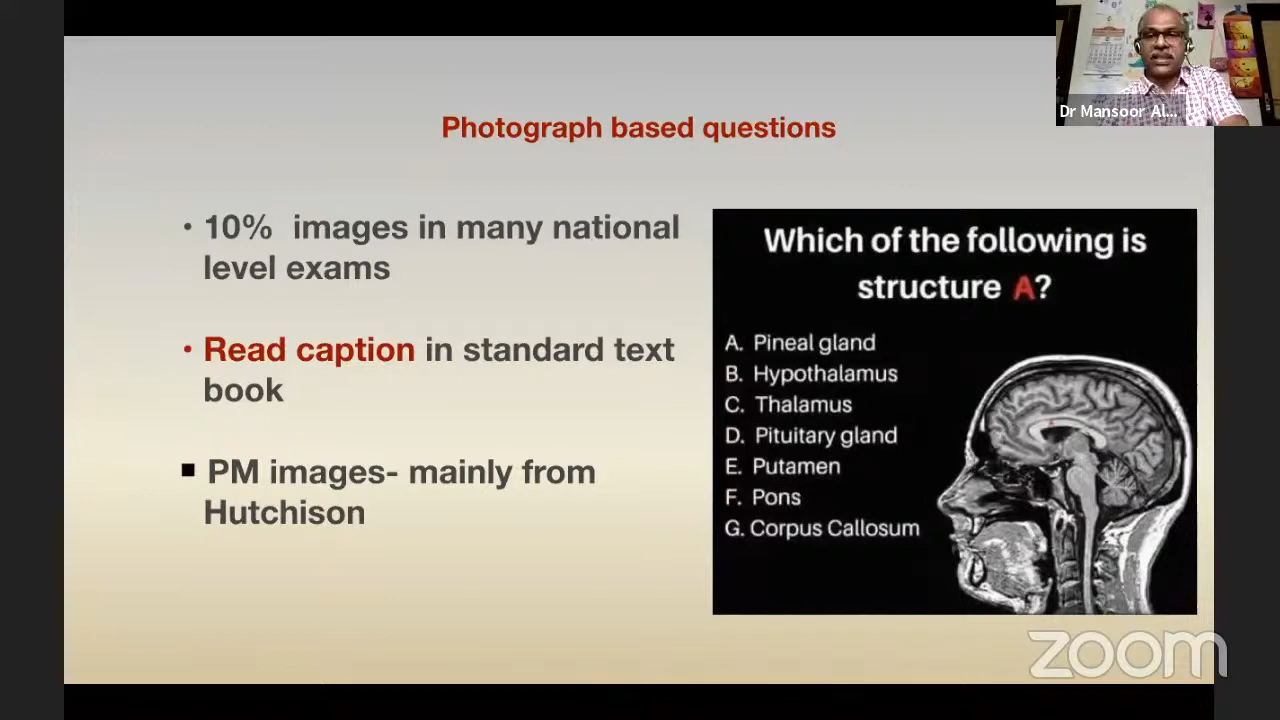 Dr Mansoor Al...
Photograph based questions
• 10% images in many national
level exams
• Read caption in standard text
book
■ PM images- mainly from
Hutchison
Which of the following is
structure A?
A. Pineal gland
B. Hypothalamus
C. Thalamus
D. Pituitary gland
E. Putamen
F. Pons
G. Corpus Callosum
A
zoom